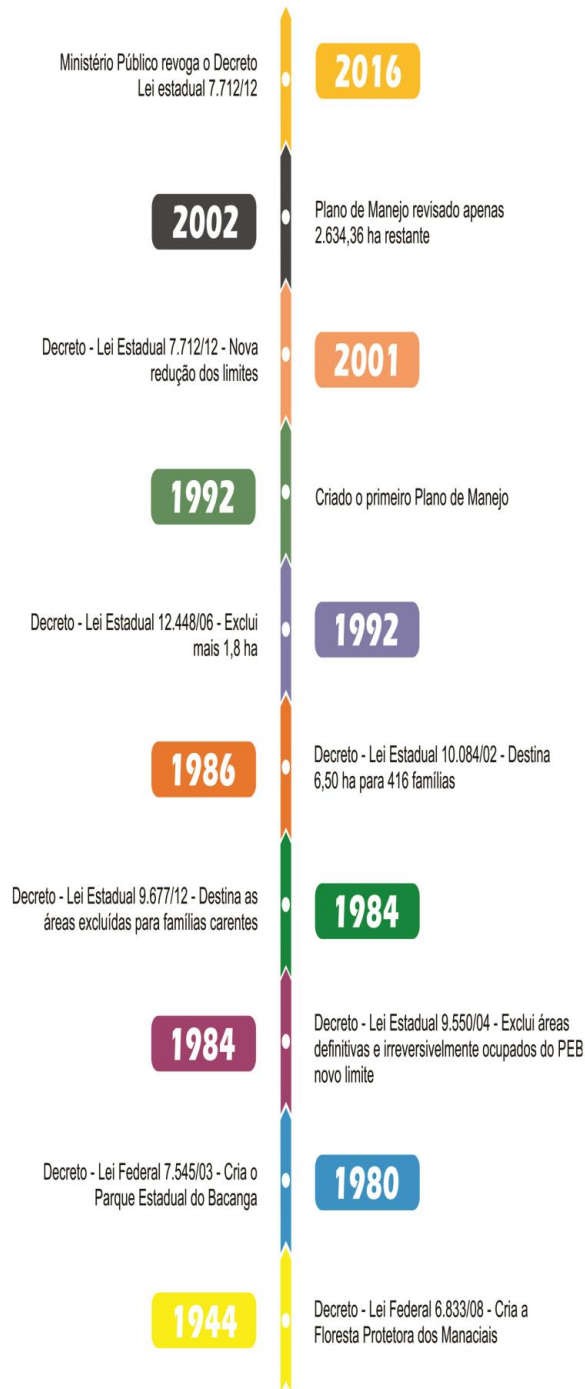 Ministério Público revoga o Decreto
Lei estadual 7.712/12
2016
2002
Plano de Manejo revisado apenas
2.634,36 ha restante
Decreto - Lei Estadual 7.712/12 - Nova
redução dos limites
2001
1992
Criado o primeiro Plano de Manejo
Decreto - Lei Estadual 12.448/06 - Exclui
mais 1,8 ha
1992
1986
Decreto - Lei Estadual 10.084/02 - Destina
6,50 ha para 416 famílias
Decreto - Lei Estadual 9.677/12 - Destina as
áreas excluídas para famílias carentes
1984
1984
Decreto - Lei Estadual 9.550/04 - Exclui áreas
definitivas e irreversivelmente ocupados do PEB
novo limite
Decreto - Lei Federal 7.545/03 - Cria o
Parque Estadual do Bacanga
1980
1944
Decreto - Lei Federal 6.833/08 - Cria a
Floresta Protetora dos Manaciais